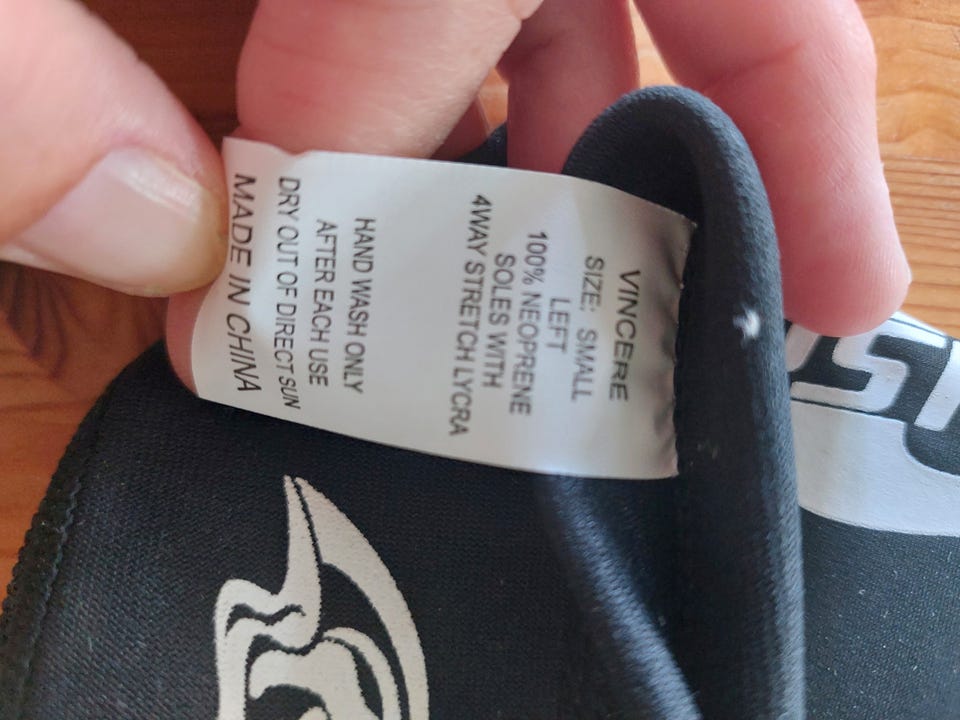 VINCERE
SIZE: SMALL
LEFT
100% NEOPRENE
SOLES WITH
4WAY STRETCH LYCRA
HAND WASH ONLY
AFTER EACH USE
DRY OUT OF DIRECT SUN
MADE IN CHINA